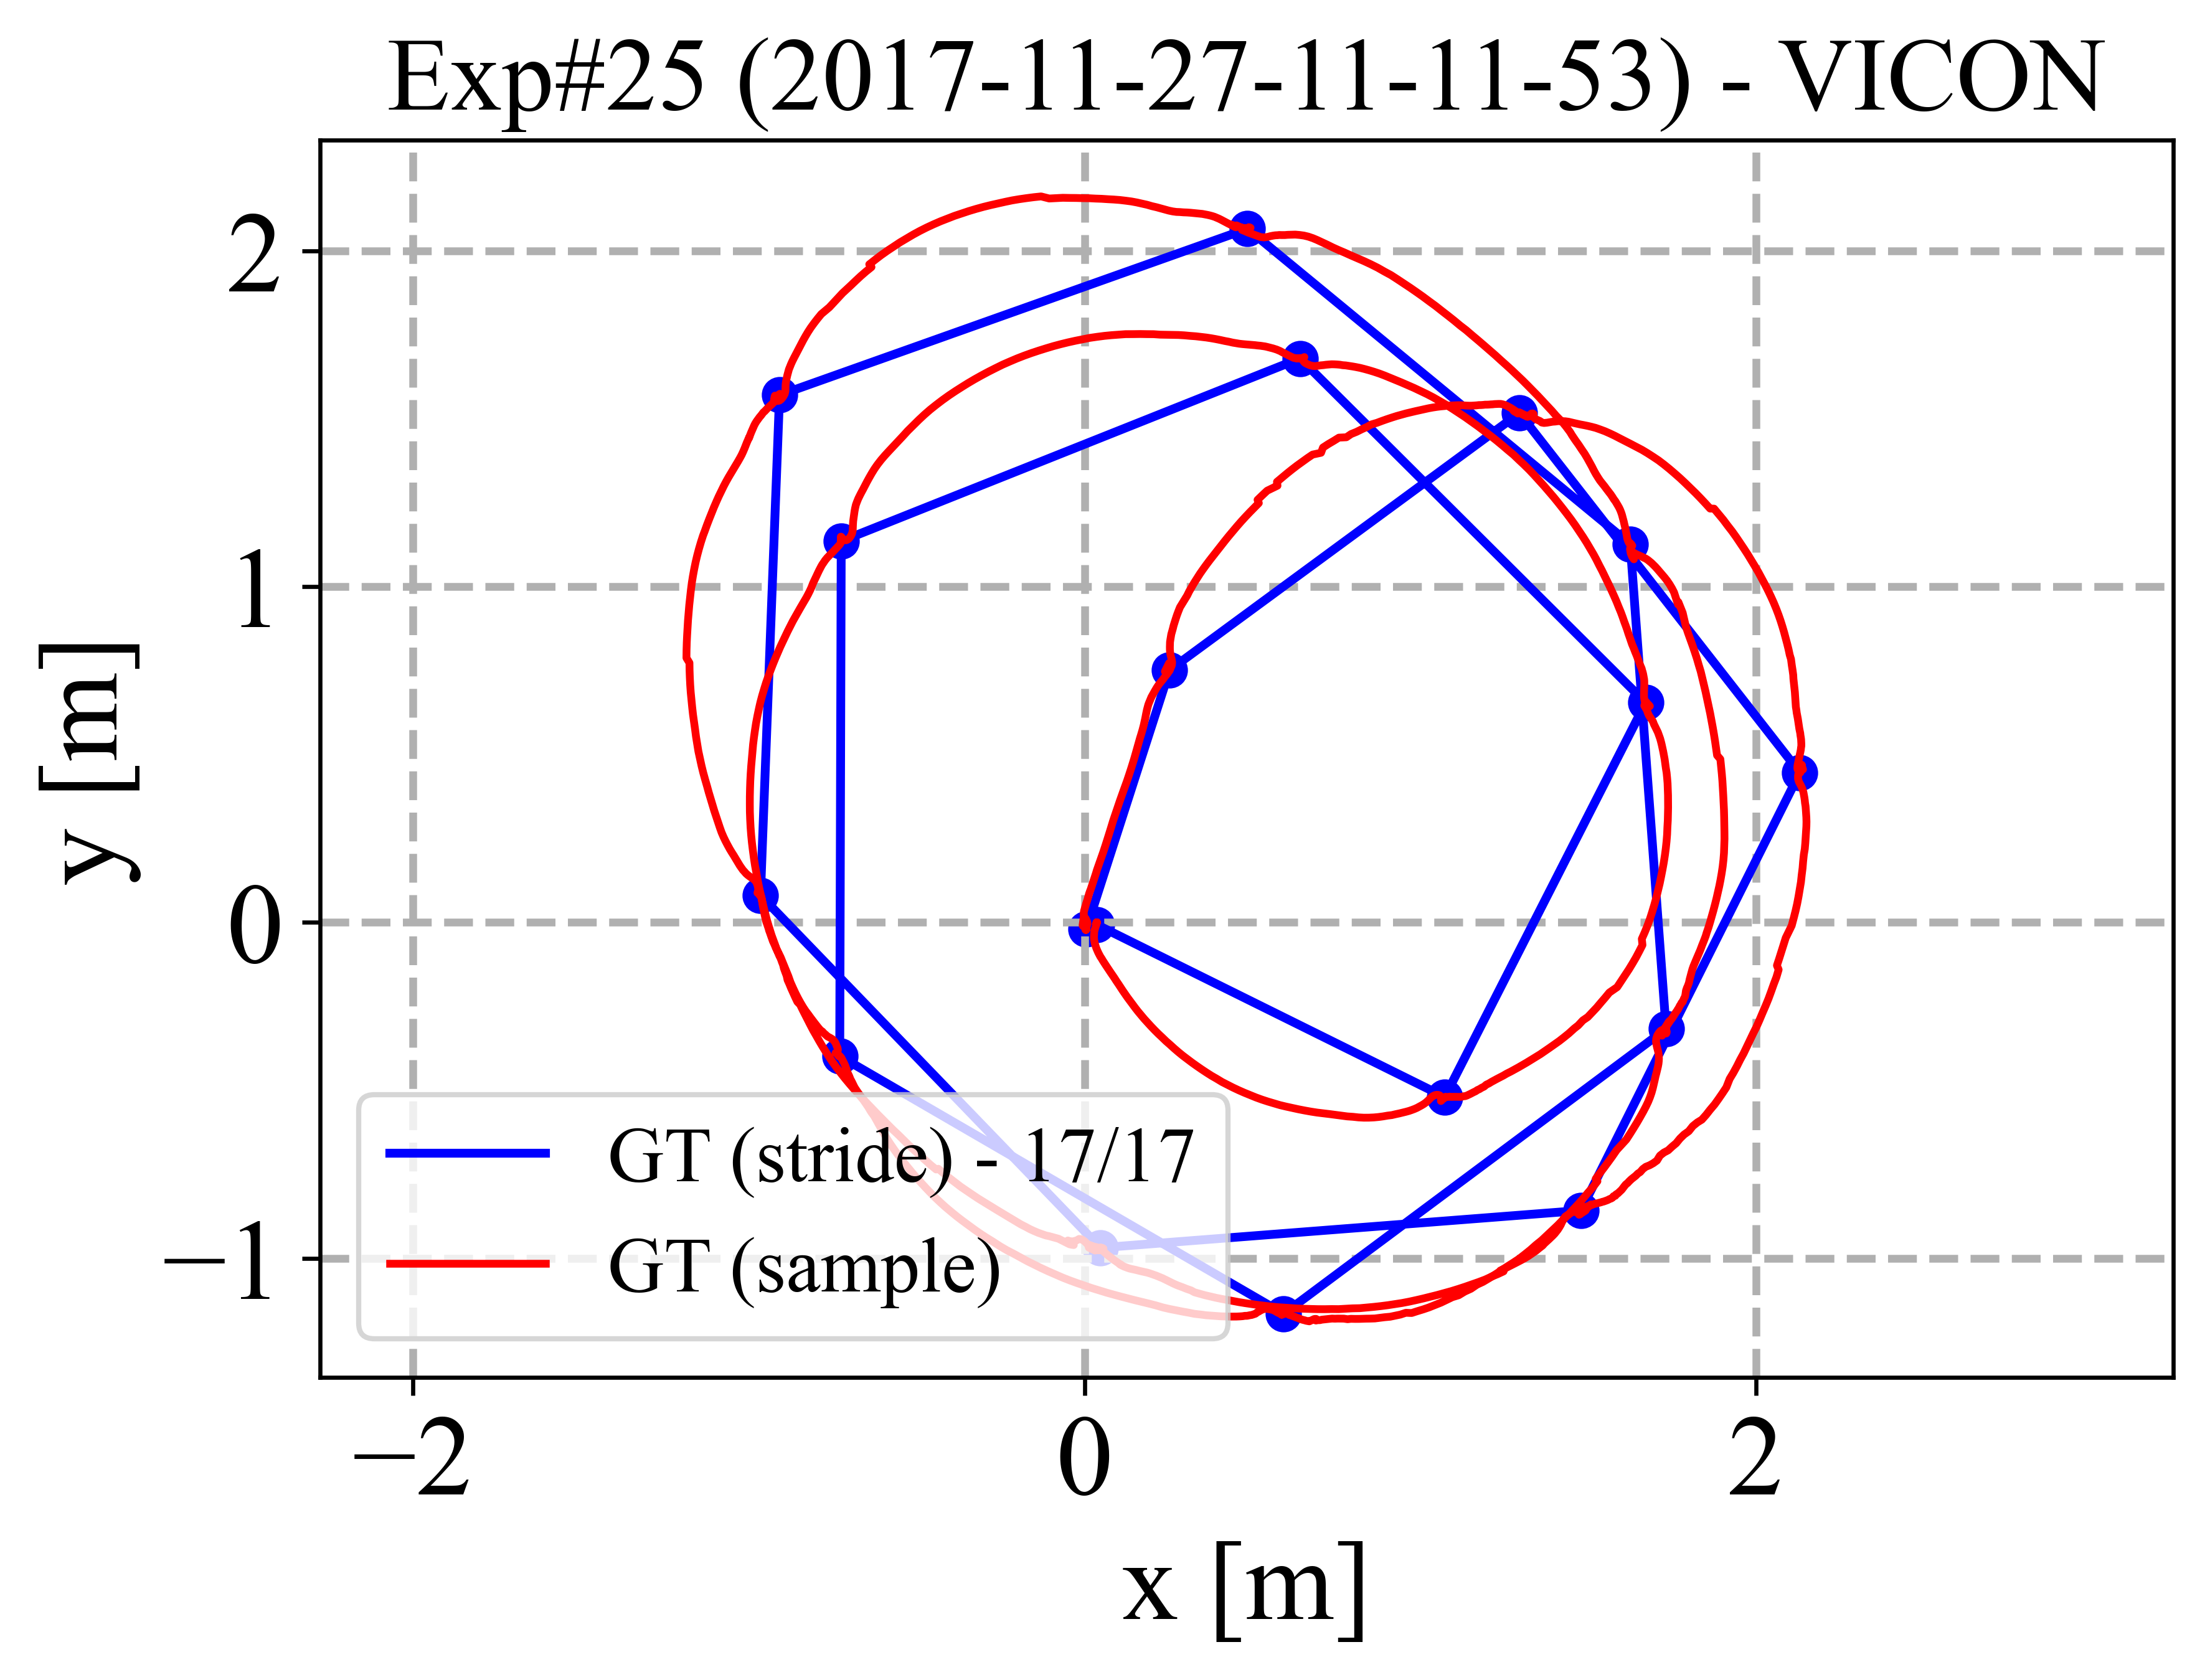 Exp#25 (2017-11-27-11-11-53) - VICON
2
1
0
−1
y [m]
GT (stride) - 17/17
GT (sample)
−2
0
2
x [m]